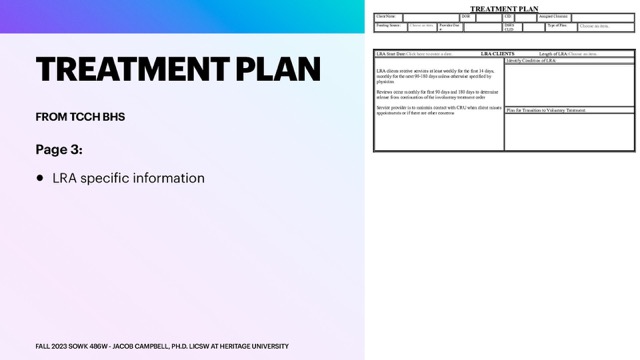 TREATMENT PLAN
FROM TCCH BHS
Page 3:
• LRA specific information
FALL 2023 SOWK 486W - JACOB CAMPBELL, PH.D. LICSW AT HERITAGE UNIVERSITY
TREATMENT PLAN
Client Name: DOB: CID: Assigned Clinician:
Funding Source: Choose an item. Provider One # Type of Plan: Choose an item.
LRA Start Date: Click here to enter a date. LRA CLIENTS Length of LRA: Choose an item.
LRA clients receive services at least weekly for the first 14 days,
monthly for the next 90-180 days unless otherwise specified by
physician.
Reviews occur monthly for first 90 days and 180 days to determine
release from continuation of the involuntary treatment order.
Service provider is to maintain contact with CRU when client misses
appointments or if there are other concerns.
Identify Condition of LRA:
Plan for Transition to Voluntary Treatment: